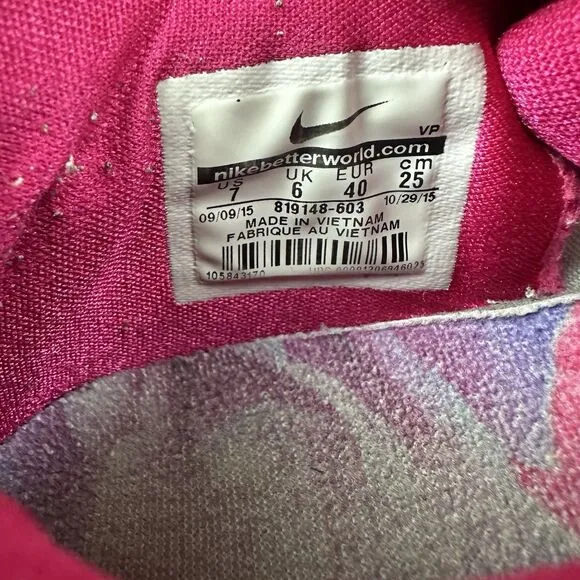 VP
nikebetterworld.com
US UK EUR cm
7 6 40 25
09/09/15 819148-603 10/29/15
MADE IN VIETNAM
FABRIQUE AU VIETNAM
105843170